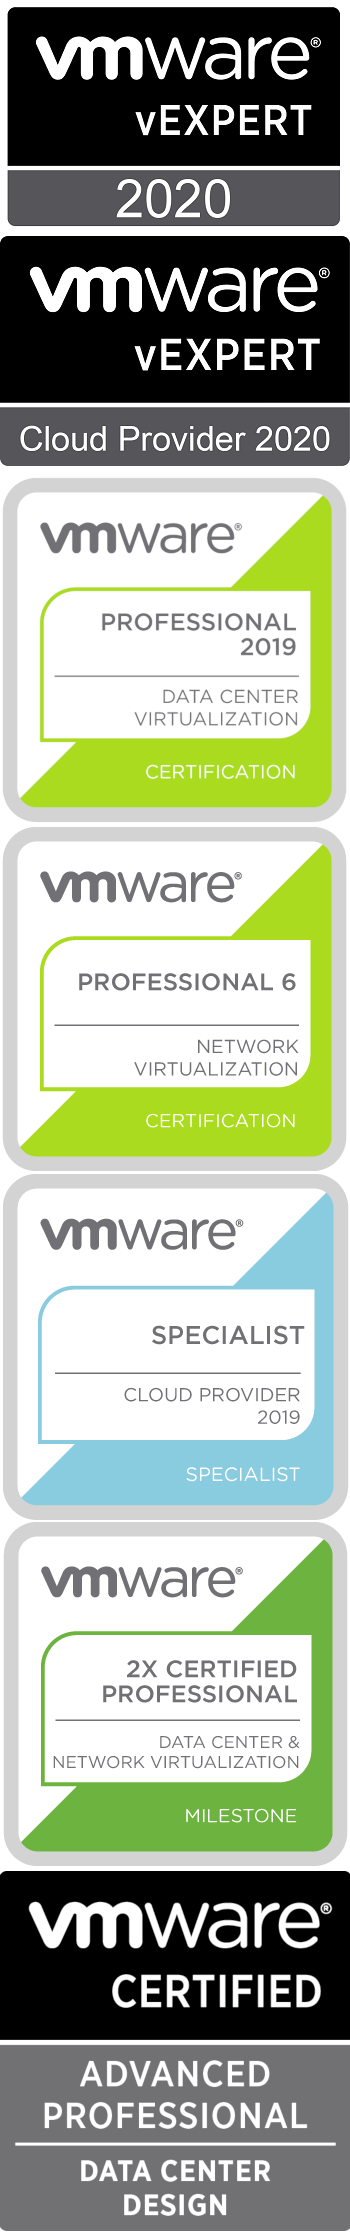 vmware®
vEXPERT
2020
vmware®
vEXPERT
Cloud Provider 2020
vmware®
PROFESSIONAL
2019
DATA CENTER
VIRTUALIZATION
CERTIFICATION
vmware®
PROFESSIONAL 6
NETWORK
VIRTUALIZATION
CERTIFICATION
vmware®
SPECIALIST
CLOUD PROVIDER
2019
SPECIALIST
vmware®
2X CERTIFIED
PROFESSIONAL
DATA CENTER &
NETWORK VIRTUALIZATION
MILESTONE
vmware®
CERTIFIED
ADVANCED
PROFESSIONAL
DATA CENTER
DESIGN